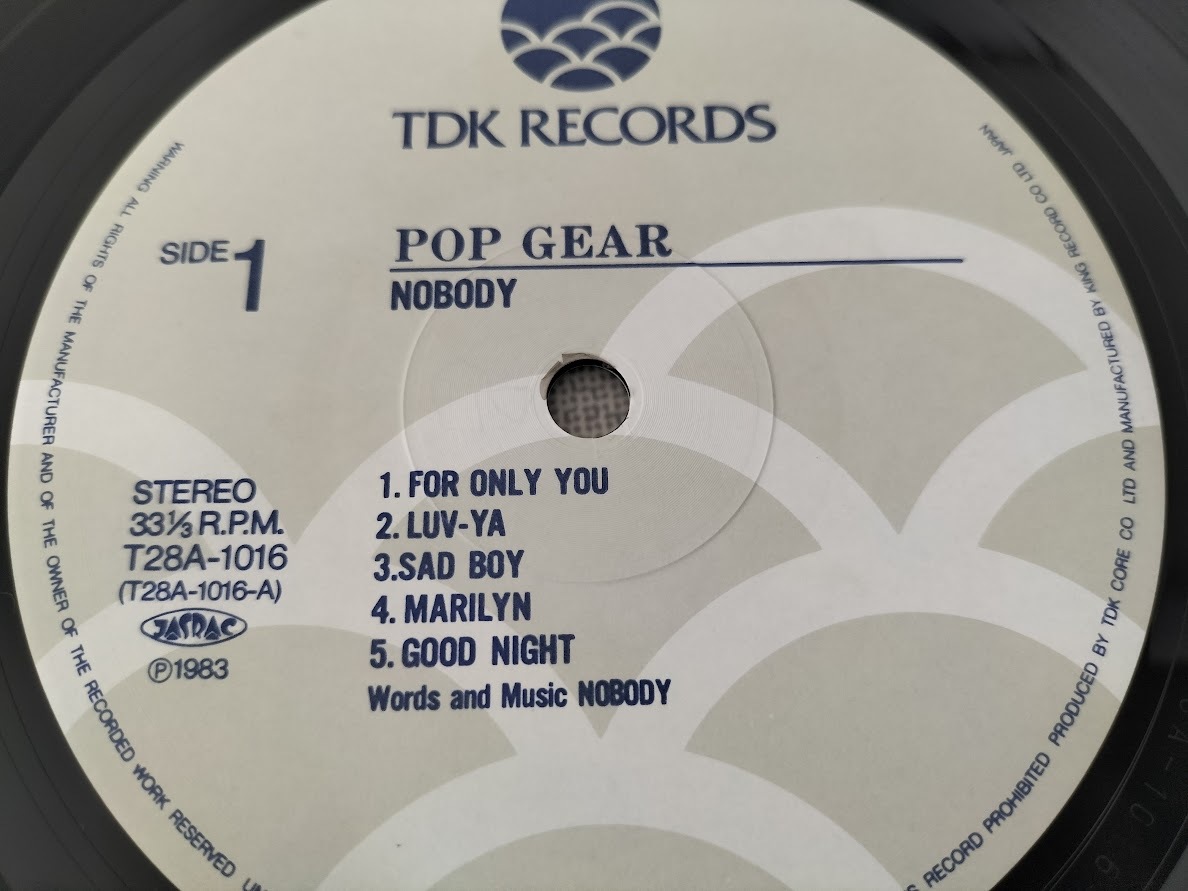 TDK RECORDS
SIDE 1
POP GEAR
NOBODY
STEREO
33⅓ R.P.M.
T28A-1016
(T28A-1016-A)
JASRAC
Ⓟ1983
1. FOR ONLY YOU
2. LUV-YA
3.SAD BOY
4. MARILYN
5. GOOD NIGHT
Words and Music NOBODY
WARNING ALL RIGHTS OF THE MANUFACTURER AND OF THE OWNER OF THE RECORDED WORK RESERVED
RECORD PROHIBITED PRODUCED BY TDK CORE CO LTD AND MANUFACTURED BY KING RECORD CO LTD JAPAN